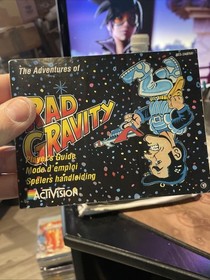 The Adventures of
RAD
GRAVITY
Player's Guide
Mode d'emploi
Spelers handleiding
ACTIVISION